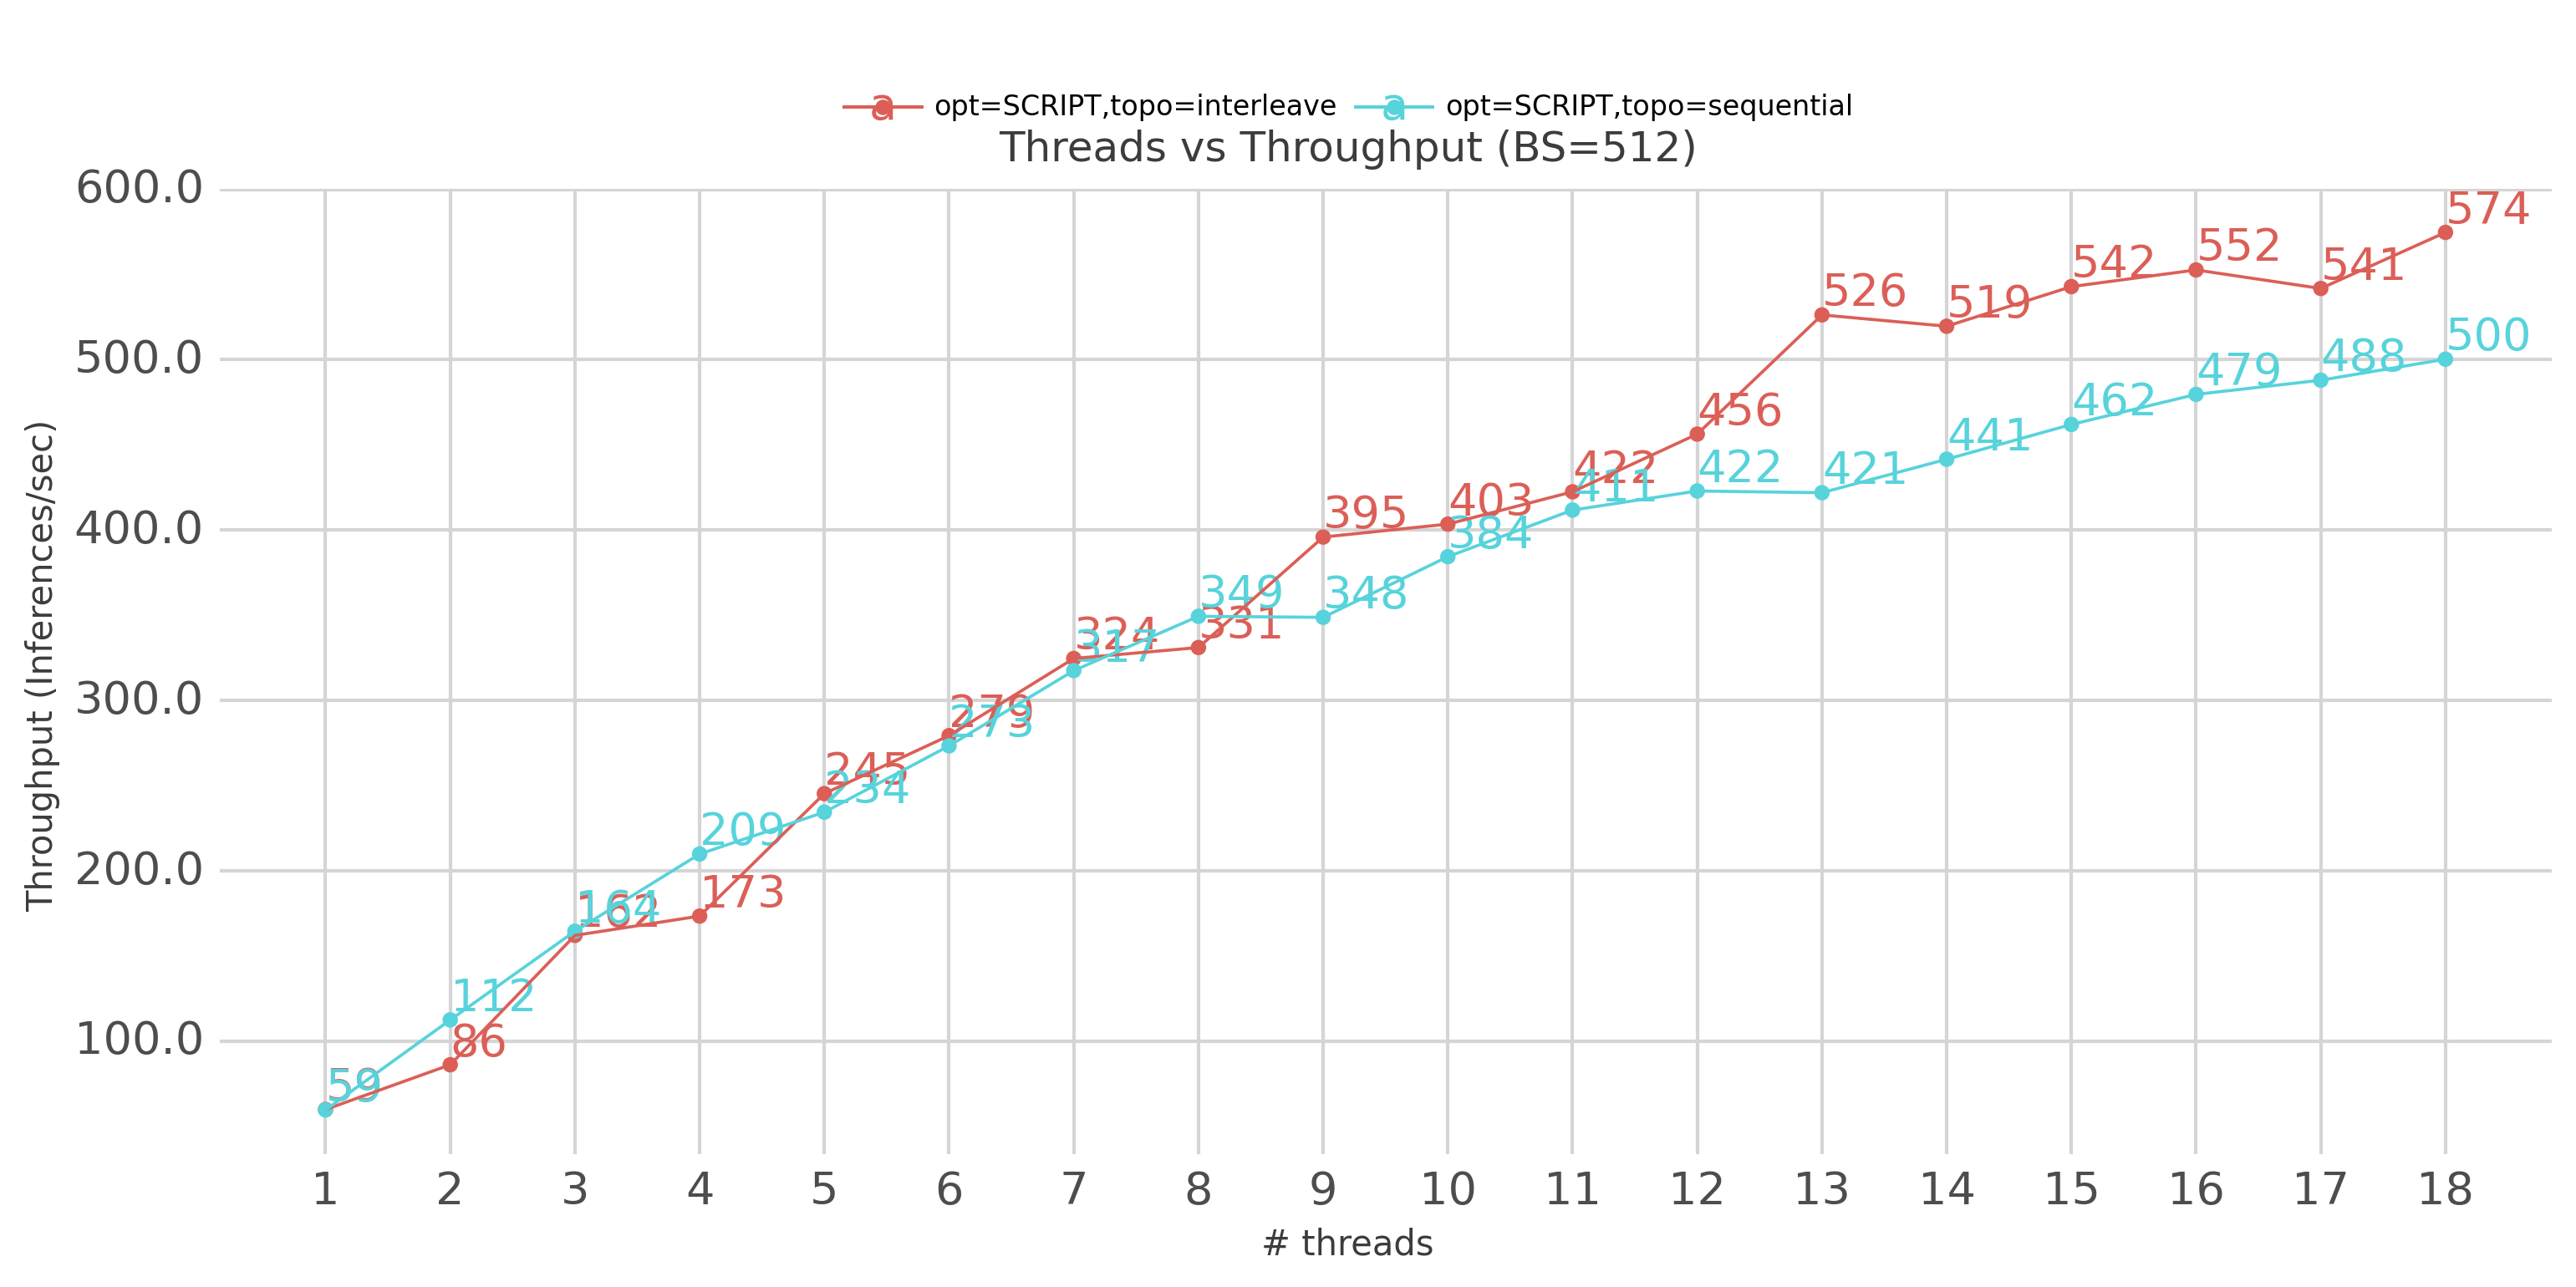 a opt=SCRIPT,topo=interleave a opt=SCRIPT,topo=sequential
Threads vs Throughput (BS=512)
600.0
500.0
400.0
300.0
200.0
100.0
Throughput (Inferences/sec)
59 86 162 173 245 279 324 331 395 403 422 456 526 519 542 552 541 574
59 112 164 209 234 273 317 349 348 384 411 422 421 441 462 479 488 500
1 2 3 4 5 6 7 8 9 10 11 12 13 14 15 16 17 18
# threads